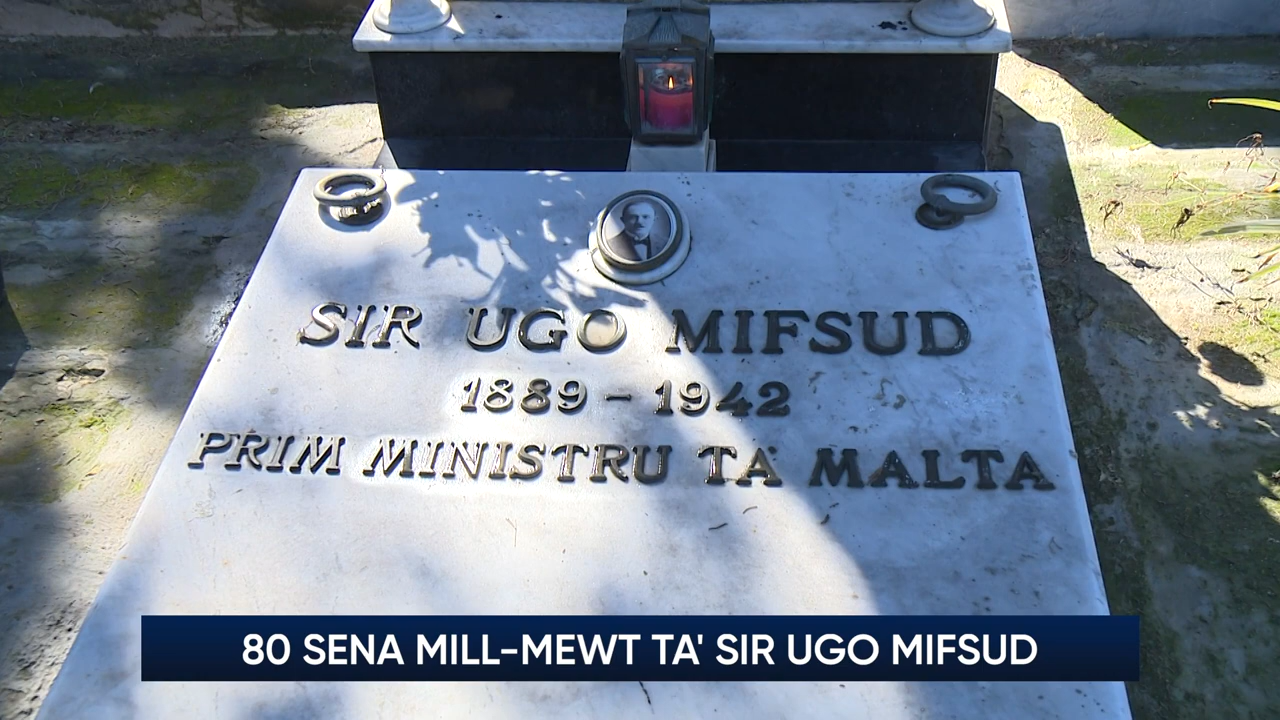 SIR UGO MIFSUD
1889 - 1942
PRIM MINISTRU TA' MALTA
80 SENA MILL-MEWT TA' SIR UGO MIFSUD